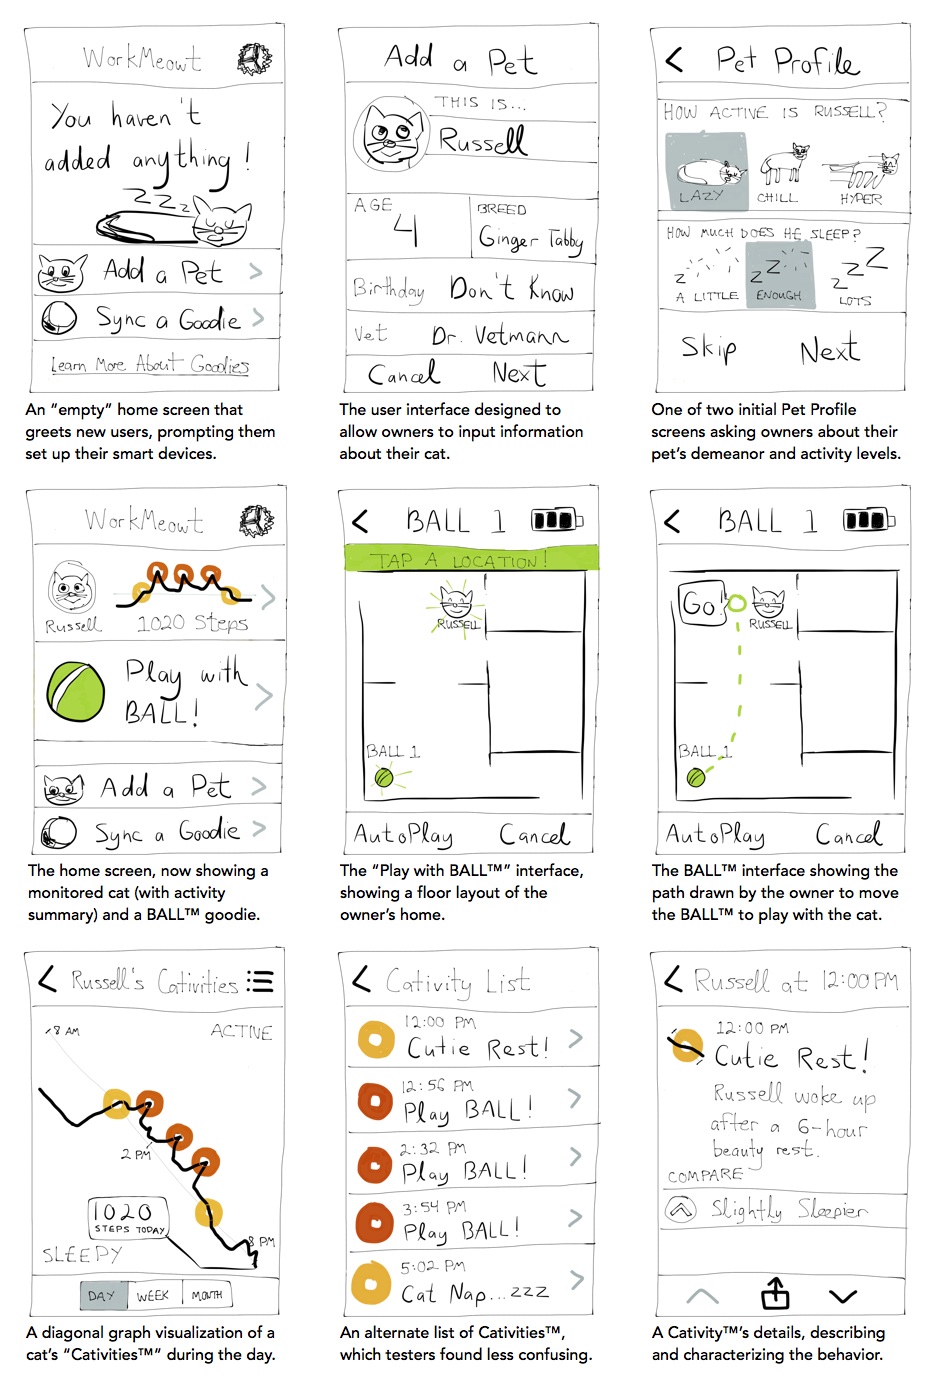 WorkMeowt
You haven't
added anything!
Z Z Z z
Add a Pet >
Sync a Goodie >
Learn More About Goodies
An "empty" home screen that
greets new users, prompting them
set up their smart devices.
Add a Pet
THIS IS...
Russell
AGE
4
BREED
Ginger Tabby
Birthday Don't Know
Vet Dr. Vetmann
Cancel Next
The user interface designed to
allow owners to input information
about their cat.
< Pet Profile
HOW ACTIVE IS RUSSELL?
LAZY CHILL HYPER
HOW MUCH DOES HE SLEEP?
Z Z Z Z Z Z
A LITTLE ENOUGH LOTS
Skip Next
One of two initial Pet Profile
screens asking owners about their
pet's demeanor and activity levels.
WorkMeowt
Russell 1020 Steps
Play with
BALL!
Add a Pet >
Sync a Goodie >
The home screen, now showing a
monitored cat (with activity
summary) and a BALL™ goodie.
< BALL 1
TAP A LOCATION!
RUSSELL
BALL 1
AutoPlay Cancel
The "Play with BALL™" interface,
showing a floor layout of the
owner's home.
< BALL 1
Go!
RUSSELL
BALL 1
AutoPlay Cancel
The BALL™ interface showing the
path drawn by the owner to move
the BALL™ to play with the cat.
< Russell's Cativities
8 AM
ACTIVE
2 PM
1020
STEPS TODAY
8 PM
SLEEPY
DAY WEEK MONTH
A diagonal graph visualization of a
cat's "Cativities™" during the day.
< Cativity List
12:00 PM
Cutie Rest! >
12:56 PM
Play BALL! >
2:32 PM
Play BALL! >
3:54 PM
Play BALL! >
5:02 PM
Cat Nap...zzz >
An alternate list of Cativities™,
which testers found less confusing.
< Russell at 12:00 PM
12:00 PM
Cutie Rest!
Russell woke up
after a 6-hour
beauty rest.
COMPARE
Slightly Sleepier
A Cativity™'s details, describing
and characterizing the behavior.